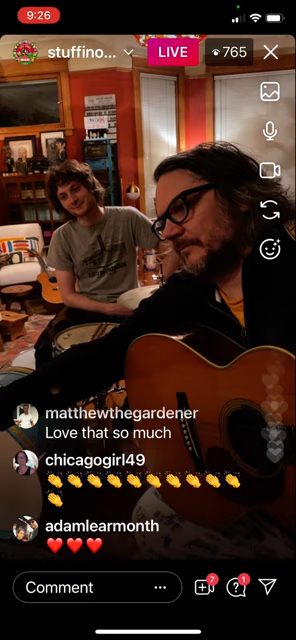 9:26
stuffino...
LIVE
765
matthewthegardener
Love that so much
chicagogirl49
👏👏👏👏👏👏👏👏👏👏
👏
adamlearmonth
❤️❤️❤️
Comment
...
7
?
1